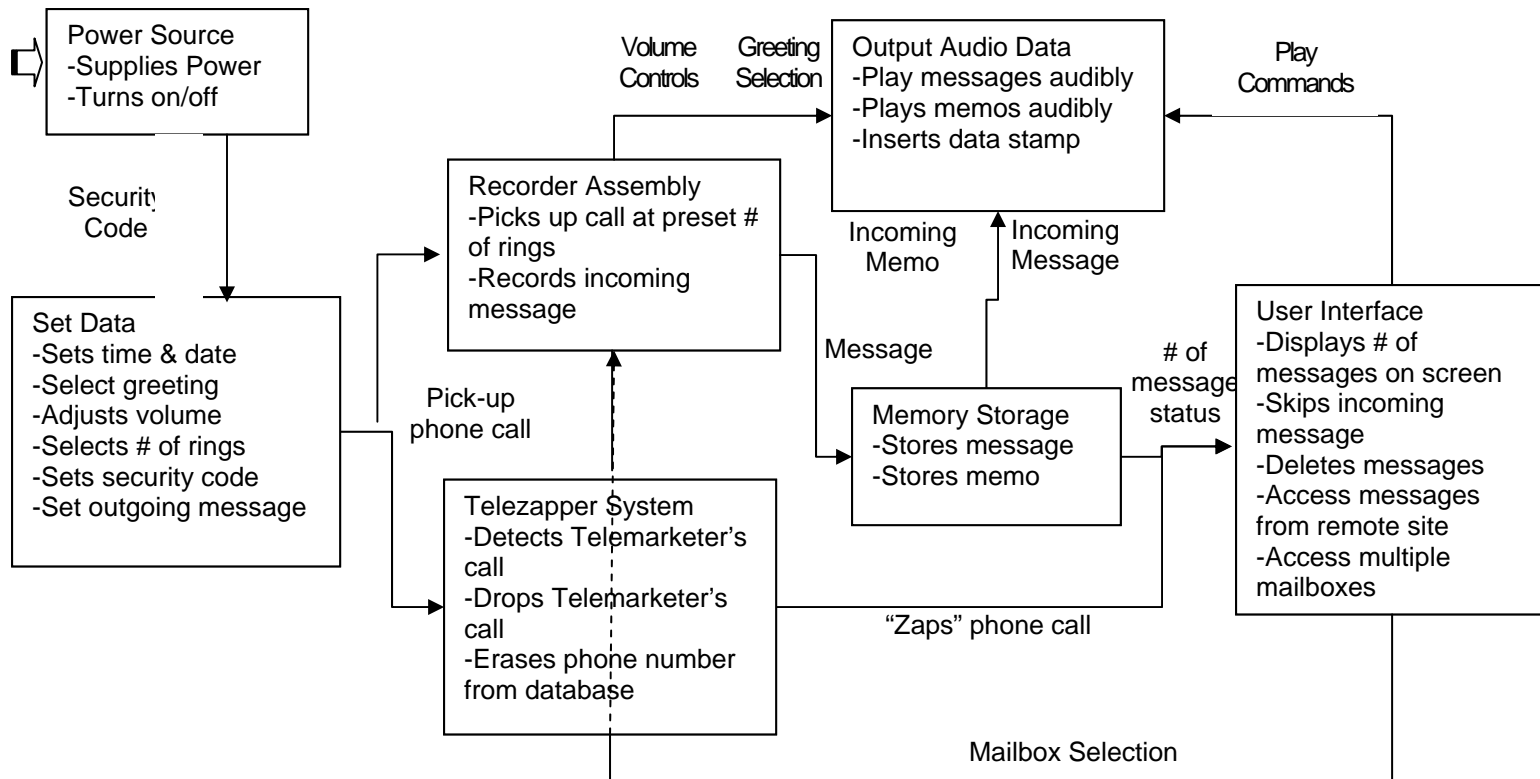 Power Source
-Supplies Power
-Turns on/off
Volume
Controls
Greeting
Selection
Output Audio Data
-Play messages audibly
-Plays memos audibly
-Inserts data stamp
Play
Commands
Security
Code
Recorder Assembly
-Picks up call at preset #
of rings
-Records incoming
message
Incoming
Memo
Incoming
Message
Set Data
-Sets time & date
-Select greeting
-Adjusts volume
-Selects # of rings
-Sets security code
-Set outgoing message
Pick-up
phone call
Message
Memory Storage
-Stores message
-Stores memo
# of
message
status
User Interface
-Displays # of
messages on screen
-Skips incoming
message
-Deletes messages
-Access messages
from remote site
-Access multiple
mailboxes
Telezapper System
-Detects Telemarketer’s
call
-Drops Telemarketer’s
call
-Erases phone number
from database
“Zaps” phone call
Mailbox Selection